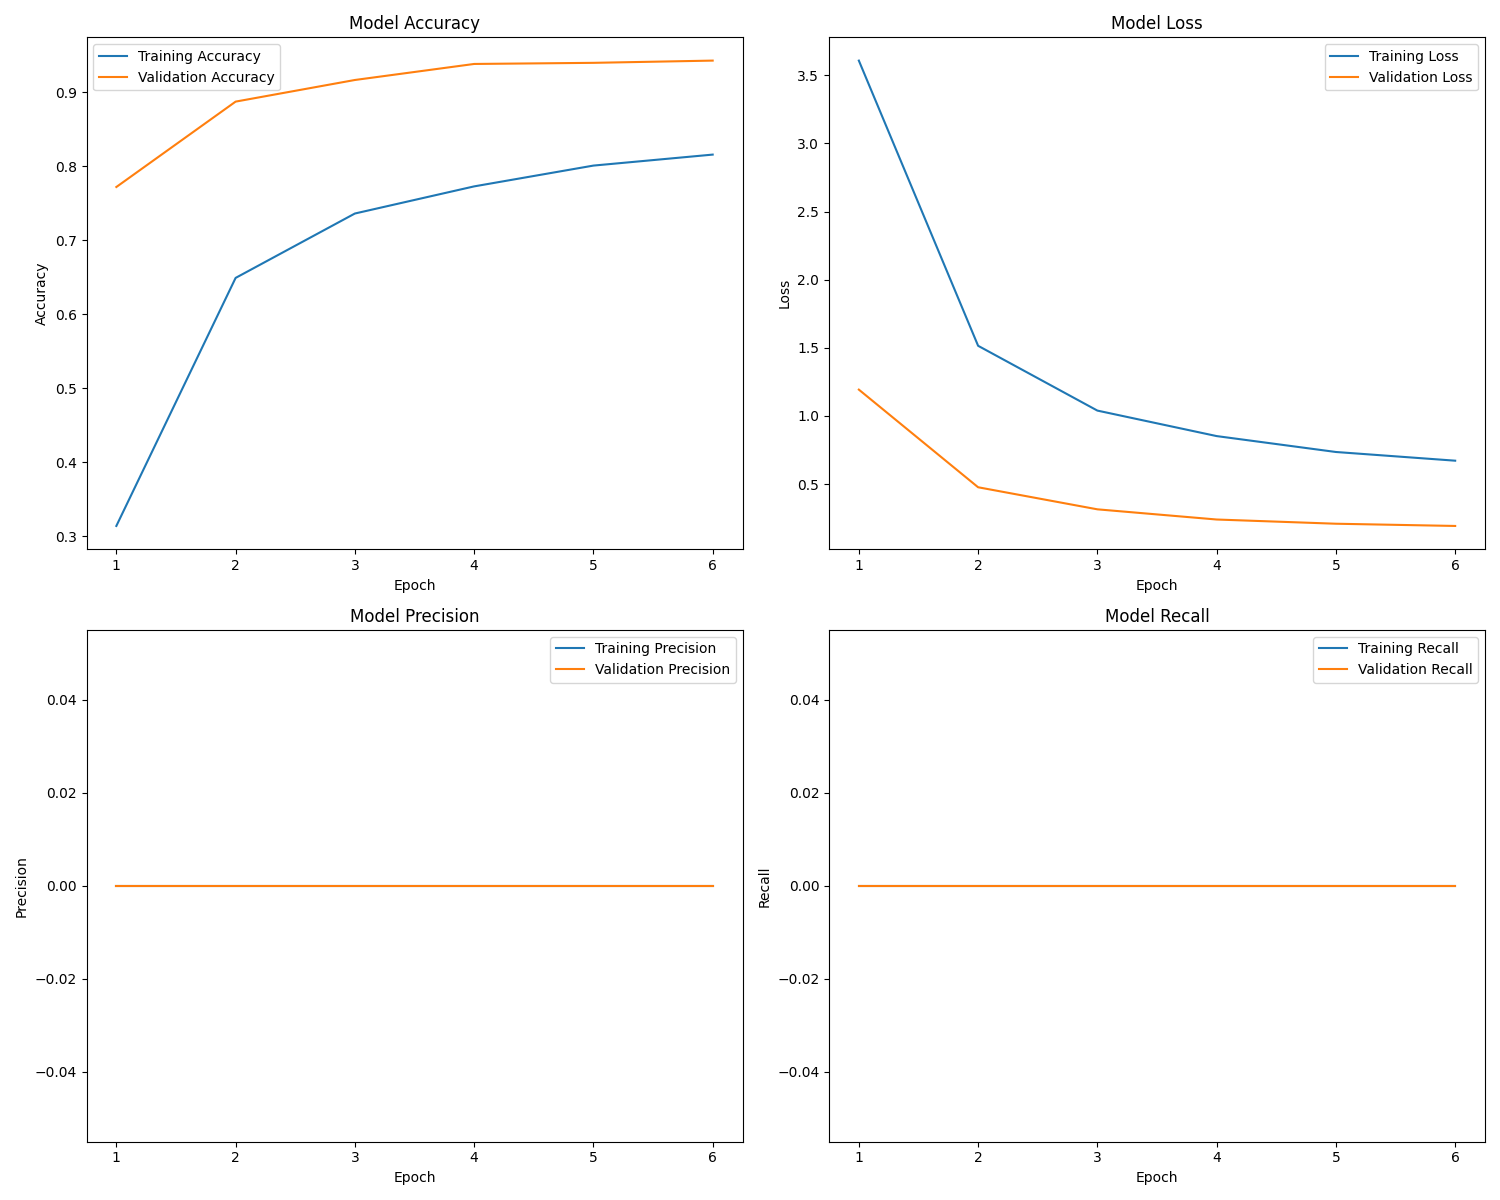 Model Accuracy
Training Accuracy
Validation Accuracy
0.9
0.8
0.7
0.6
0.5
0.4
0.3
Accuracy
1 2 3 4 5 6
Epoch
Model Loss
Training Loss
Validation Loss
3.5
3.0
2.5
2.0
1.5
1.0
0.5
Loss
1 2 3 4 5 6
Epoch
Model Precision
Training Precision
Validation Precision
0.04
0.02
0.00
−0.02
−0.04
Precision
1 2 3 4 5 6
Epoch
Model Recall
Training Recall
Validation Recall
0.04
0.02
0.00
−0.02
−0.04
Recall
1 2 3 4 5 6
Epoch